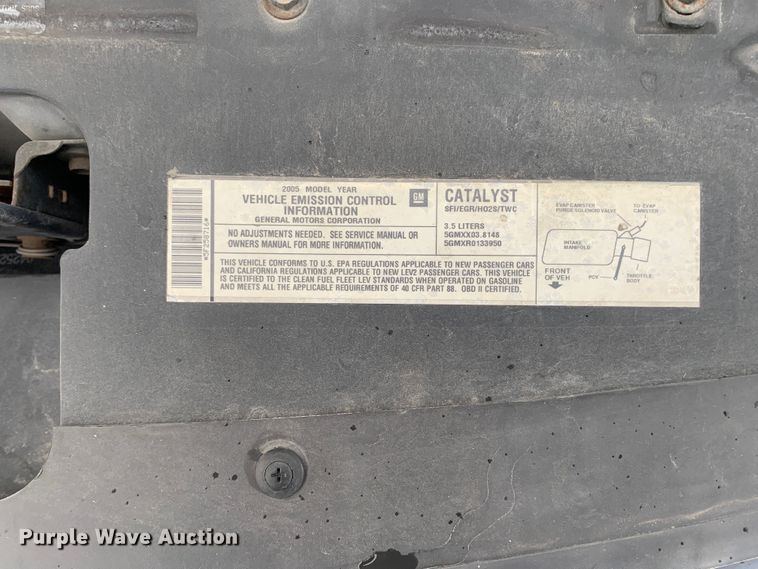 2005 MODEL YEAR
VEHICLE EMISSION CONTROL
INFORMATION
GENERAL MOTORS CORPORATION
GM
NO ADJUSTMENTS NEEDED. SEE SERVICE MANUAL OR
OWNERS MANUAL FOR MORE INFORMATION.
CATALYST
SFI/EGR/HO2S/TWC
3.5 LITERS
5GMXX03.8148
5GMXR0133950
THIS VEHICLE CONFORMS TO U.S. EPA REGULATIONS APPLICABLE TO NEW PASSENGER CARS
AND CALIFORNIA REGULATIONS APPLICABLE TO NEW LEV2 PASSENGER CARS. THIS VEHICLE
IS CERTIFIED TO THE CLEAN FUEL FLEET LEV STANDARDS WHEN OPERATED ON GASOLINE
AND MEETS ALL THE APPLICABLE REQUIREMENTS OF 40 CFR PART 88. OBD II CERTIFIED.
EVAP CANISTER
PURGE SOLENOID VALVE
TO EVAP
CANISTER
INTAKE
MANIFOLD
FRONT
OF VEH
PCV
THROTTLE
BODY
Purple Wave Auction